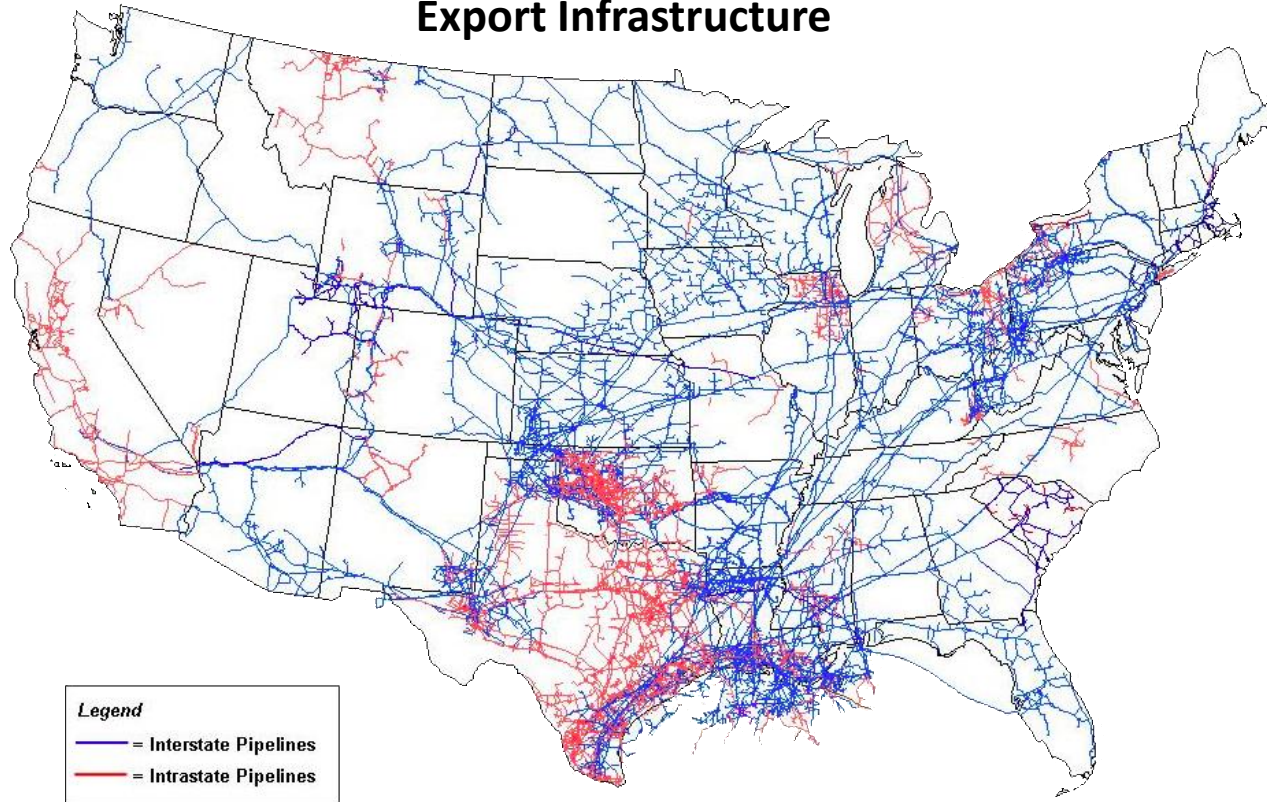 Export Infrastructure
Legend
= Interstate Pipelines
= Intrastate Pipelines